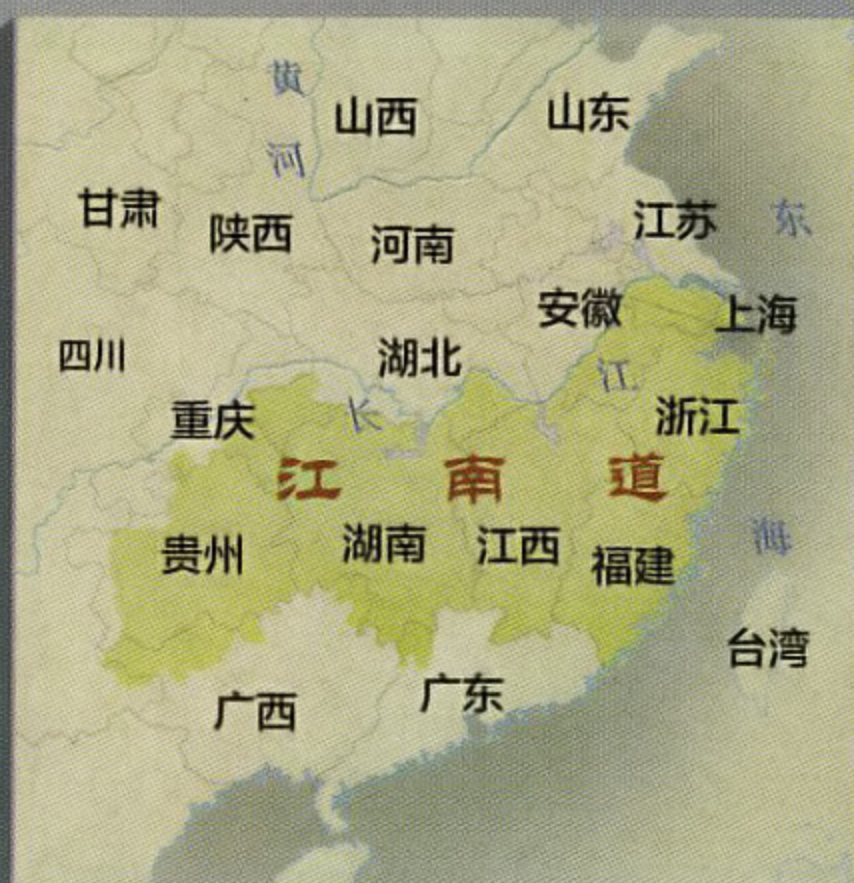 黄河
山西
山东
甘肃
陕西
河南
江苏
东海
安徽
上海
四川
湖北
长江
重庆
浙江
江南道
贵州
湖南
江西
福建
台湾
广西
广东